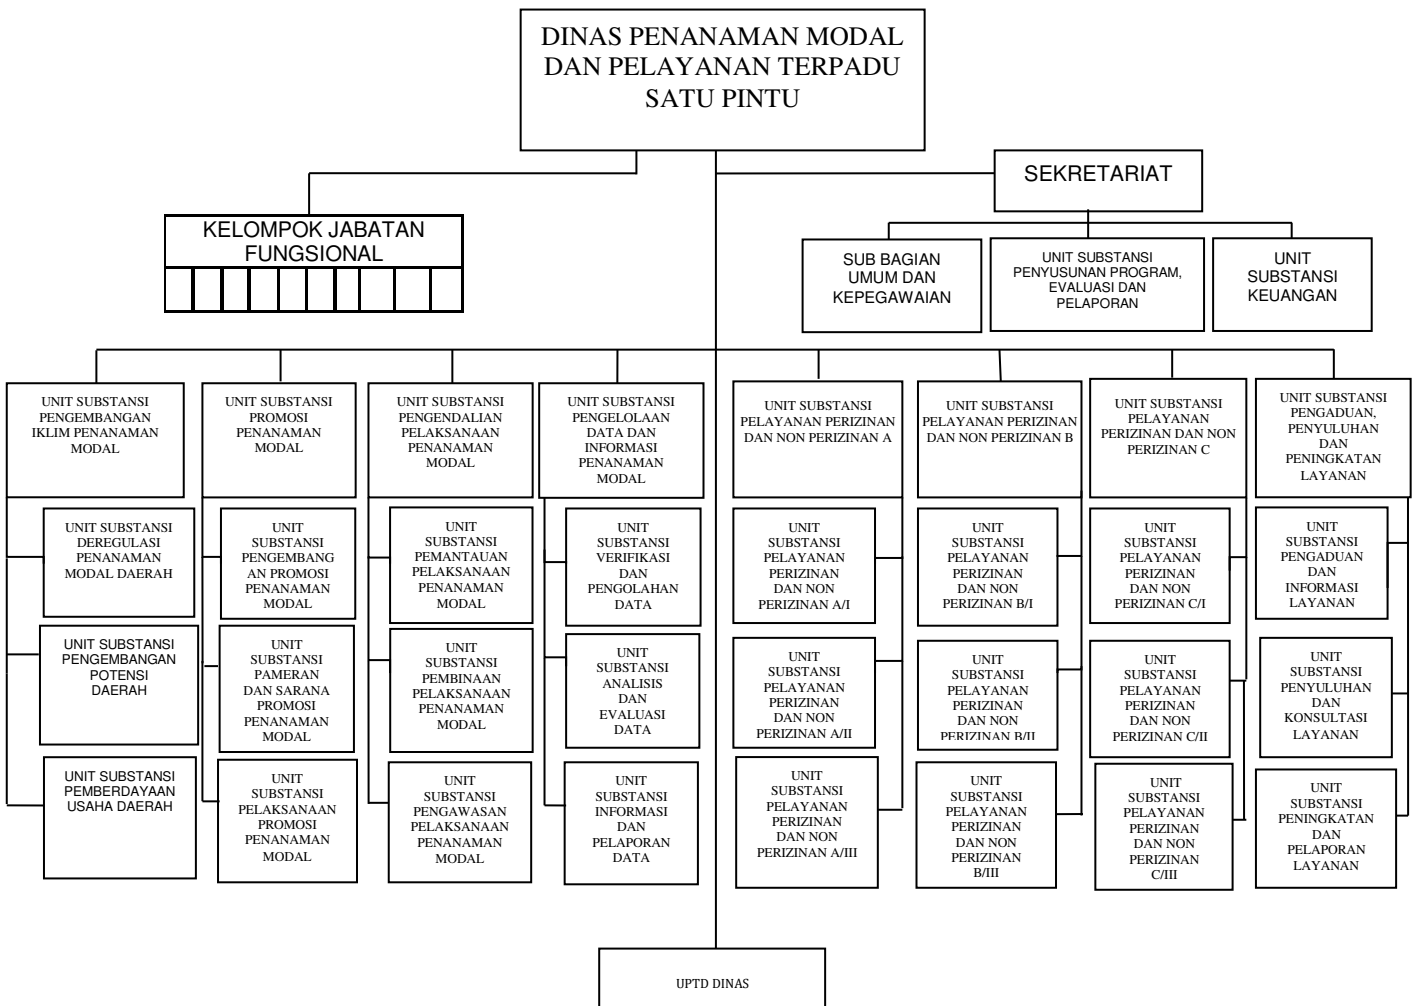 DINAS PENANAMAN MODAL
DAN PELAYANAN TERPADU
SATU PINTU
SEKRETARIAT
KELOMPOK JABATAN
FUNGSIONAL
SUB BAGIAN
UMUM DAN
KEPEGAWAIAN
UNIT SUBSTANSI
PENYUSUNAN PROGRAM,
EVALUASI DAN
PELAPORAN
UNIT
SUBSTANSI
KEUANGAN
UNIT SUBSTANSI
PENGEMBANGAN
IKLIM PENANAMAN
MODAL
UNIT SUBSTANSI
PROMOSI
PENANAMAN
MODAL
UNIT SUBSTANSI
PENGENDALIAN
PELAKSANAAN
PENANAMAN
MODAL
UNIT SUBSTANSI
PENGELOLAAN
DATA DAN
INFORMASI
PENANAMAN
MODAL
UNIT SUBSTANSI
PELAYANAN PERIZINAN
DAN NON PERIZINAN A
UNIT SUBSTANSI
PELAYANAN PERIZINAN
DAN NON PERIZINAN B
UNIT SUBSTANSI
PELAYANAN
PERIZINAN DAN NON
PERIZINAN C
UNIT SUBSTANSI
PENGADUAN,
PENYULUHAN
DAN
PENINGKATAN
LAYANAN
UNIT SUBSTANSI
DEREGULASI
PENANAMAN
MODAL DAERAH
UNIT
SUBSTANSI
PENGEMBANG
AN PROMOSI
PENANAMAN
MODAL
UNIT
SUBSTANSI
PEMANTAUAN
PELAKSANAAN
PENANAMAN
MODAL
UNIT
SUBSTANSI
VERIFIKASI
DAN
PENGOLAHAN
DATA
UNIT
SUBSTANSI
PELAYANAN
PERIZINAN
DAN NON
PERIZINAN A/I
UNIT
SUBSTANSI
PELAYANAN
PERIZINAN
DAN NON
PERIZINAN B/I
UNIT
SUBSTANSI
PELAYANAN
PERIZINAN
DAN NON
PERIZINAN C/I
UNIT
SUBSTANSI
PENGADUAN
DAN
INFORMASI
LAYANAN
UNIT SUBSTANSI
PENGEMBANGAN
POTENSI
DAERAH
UNIT
SUBSTANSI
PAMERAN
DAN SARANA
PROMOSI
PENANAMAN
MODAL
UNIT
SUBSTANSI
PEMBINAAN
PELAKSANAAN
PENANAMAN
MODAL
UNIT
SUBSTANSI
ANALISIS
DAN
EVALUASI
DATA
UNIT
SUBSTANSI
PELAYANAN
PERIZINAN
DAN NON
PERIZINAN A/II
UNIT
SUBSTANSI
PELAYANAN
PERIZINAN
DAN NON
PERIZINAN B/II
UNIT
SUBSTANSI
PELAYANAN
PERIZINAN
DAN NON
PERIZINAN C/II
UNIT
SUBSTANSI
PENYULUHAN
DAN
KONSULTASI
LAYANAN
UNIT SUBSTANSI
PEMBERDAYAAN
USAHA DAERAH
UNIT
SUBSTANSI
PELAKSANAAN
PROMOSI
PENANAMAN
MODAL
UNIT
SUBSTANSI
PENGAWASAN
PELAKSANAAN
PENANAMAN
MODAL
UNIT
SUBSTANSI
INFORMASI
DAN
PELAPORAN
DATA
UNIT
SUBSTANSI
PELAYANAN
PERIZINAN
DAN NON
PERIZINAN A/III
UNIT
SUBSTANSI
PELAYANAN
PERIZINAN
DAN NON
PERIZINAN
B/III
UNIT
SUBSTANSI
PELAYANAN
PERIZINAN
DAN NON
PERIZINAN
C/III
UNIT
SUBSTANSI
PENINGKATAN
DAN
PELAPORAN
LAYANAN
UPTD DINAS